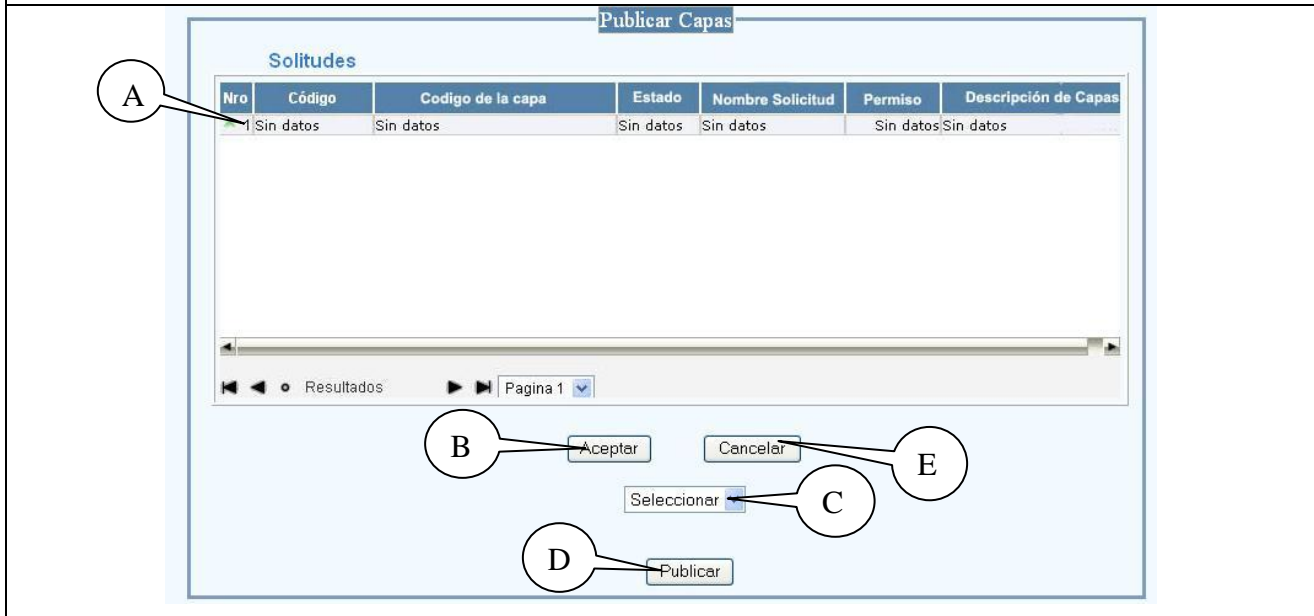 Publicar Capas
Solitudes
A
Nro Código Codigo de la capa Estado Nombre Solicitud Permiso Descripción de Capas
1 Sin datos Sin datos Sin datos Sin datos Sin datos Sin datos
Resultados Pagina 1
B Aceptar Cancelar E
Seleccionar C
D Publicar